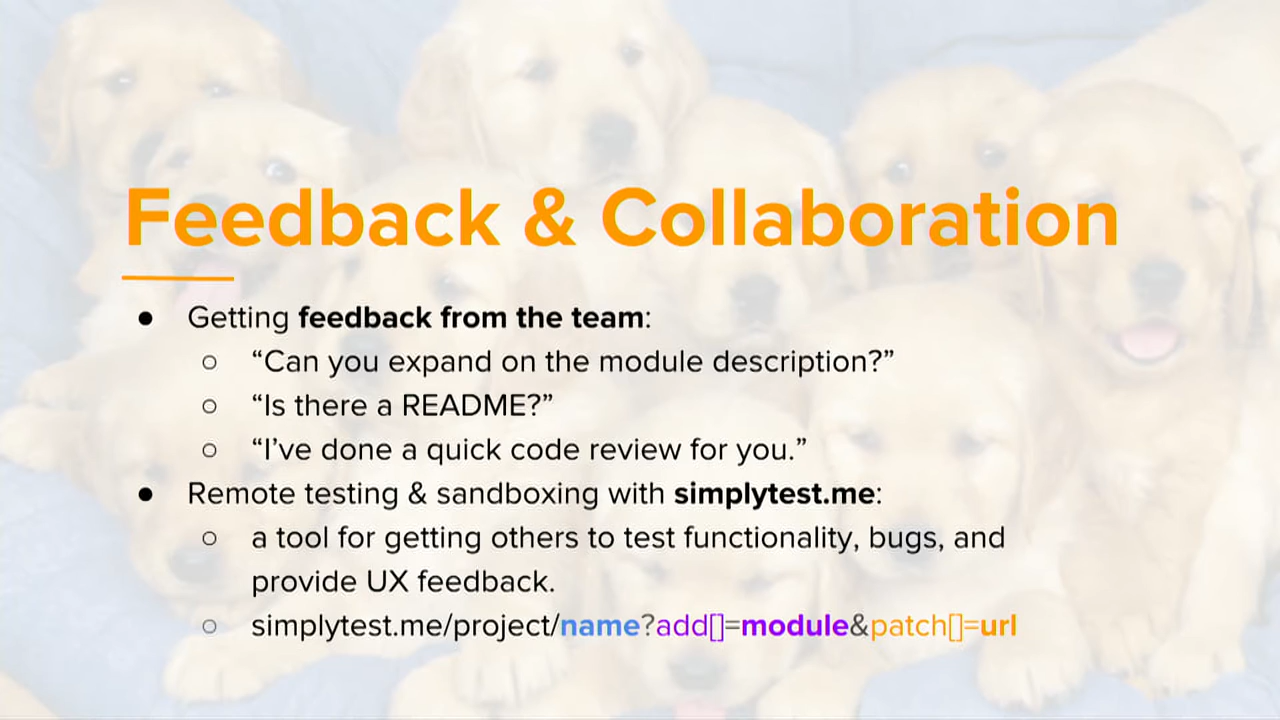 Feedback & Collaboration
● Getting feedback from the team:
○ “Can you expand on the module description?”
○ “Is there a README?”
○ “I’ve done a quick code review for you.”
● Remote testing & sandboxing with simplytest.me:
○ a tool for getting others to test functionality, bugs, and
provide UX feedback.
○ simplytest.me/project/name?add[]=module&patch[]=url